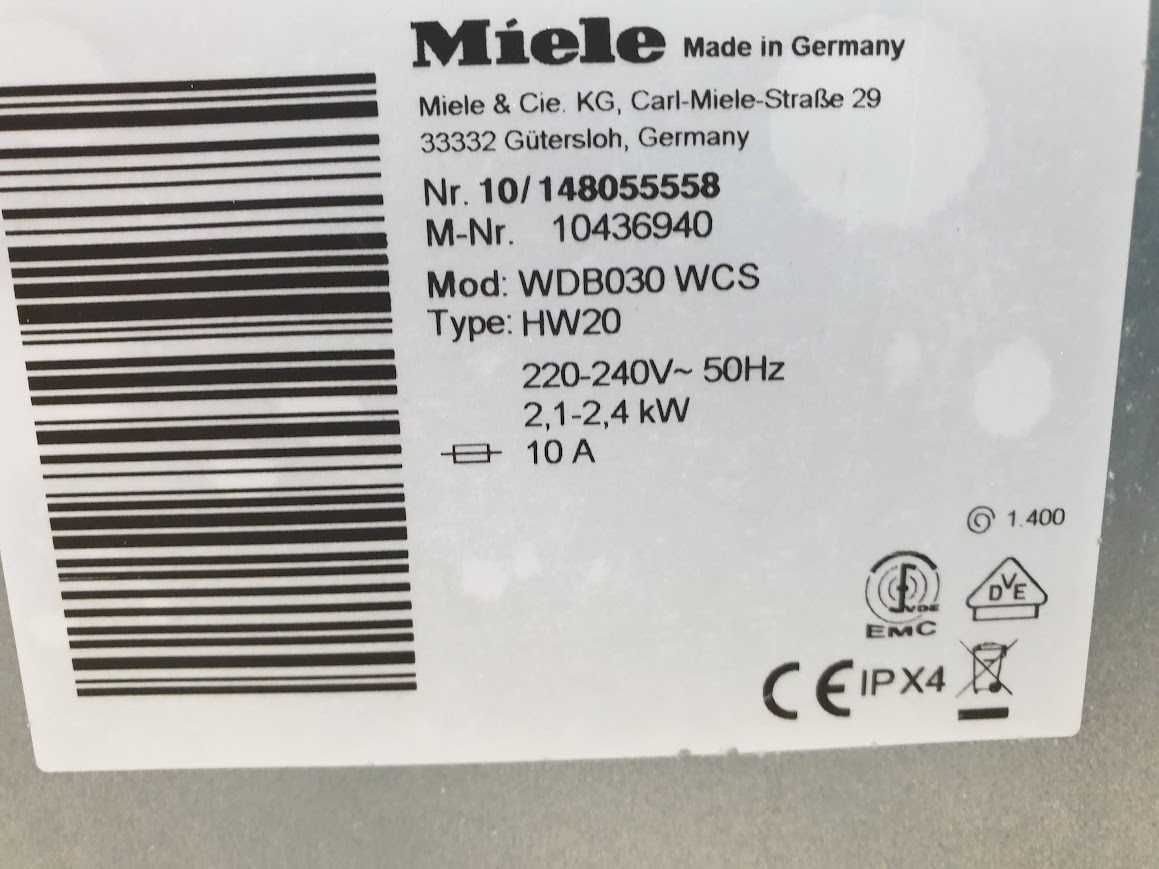 Miele Made in Germany
Miele & Cie. KG, Carl-Miele-Straße 29
33332 Gütersloh, Germany
Nr. 10/148055558
M-Nr. 10436940
Mod: WDB030 WCS
Type: HW20
220-240V~ 50Hz
2,1-2,4 kW
10 A
1.400
VDE
EMC
DVE
CE IPX4